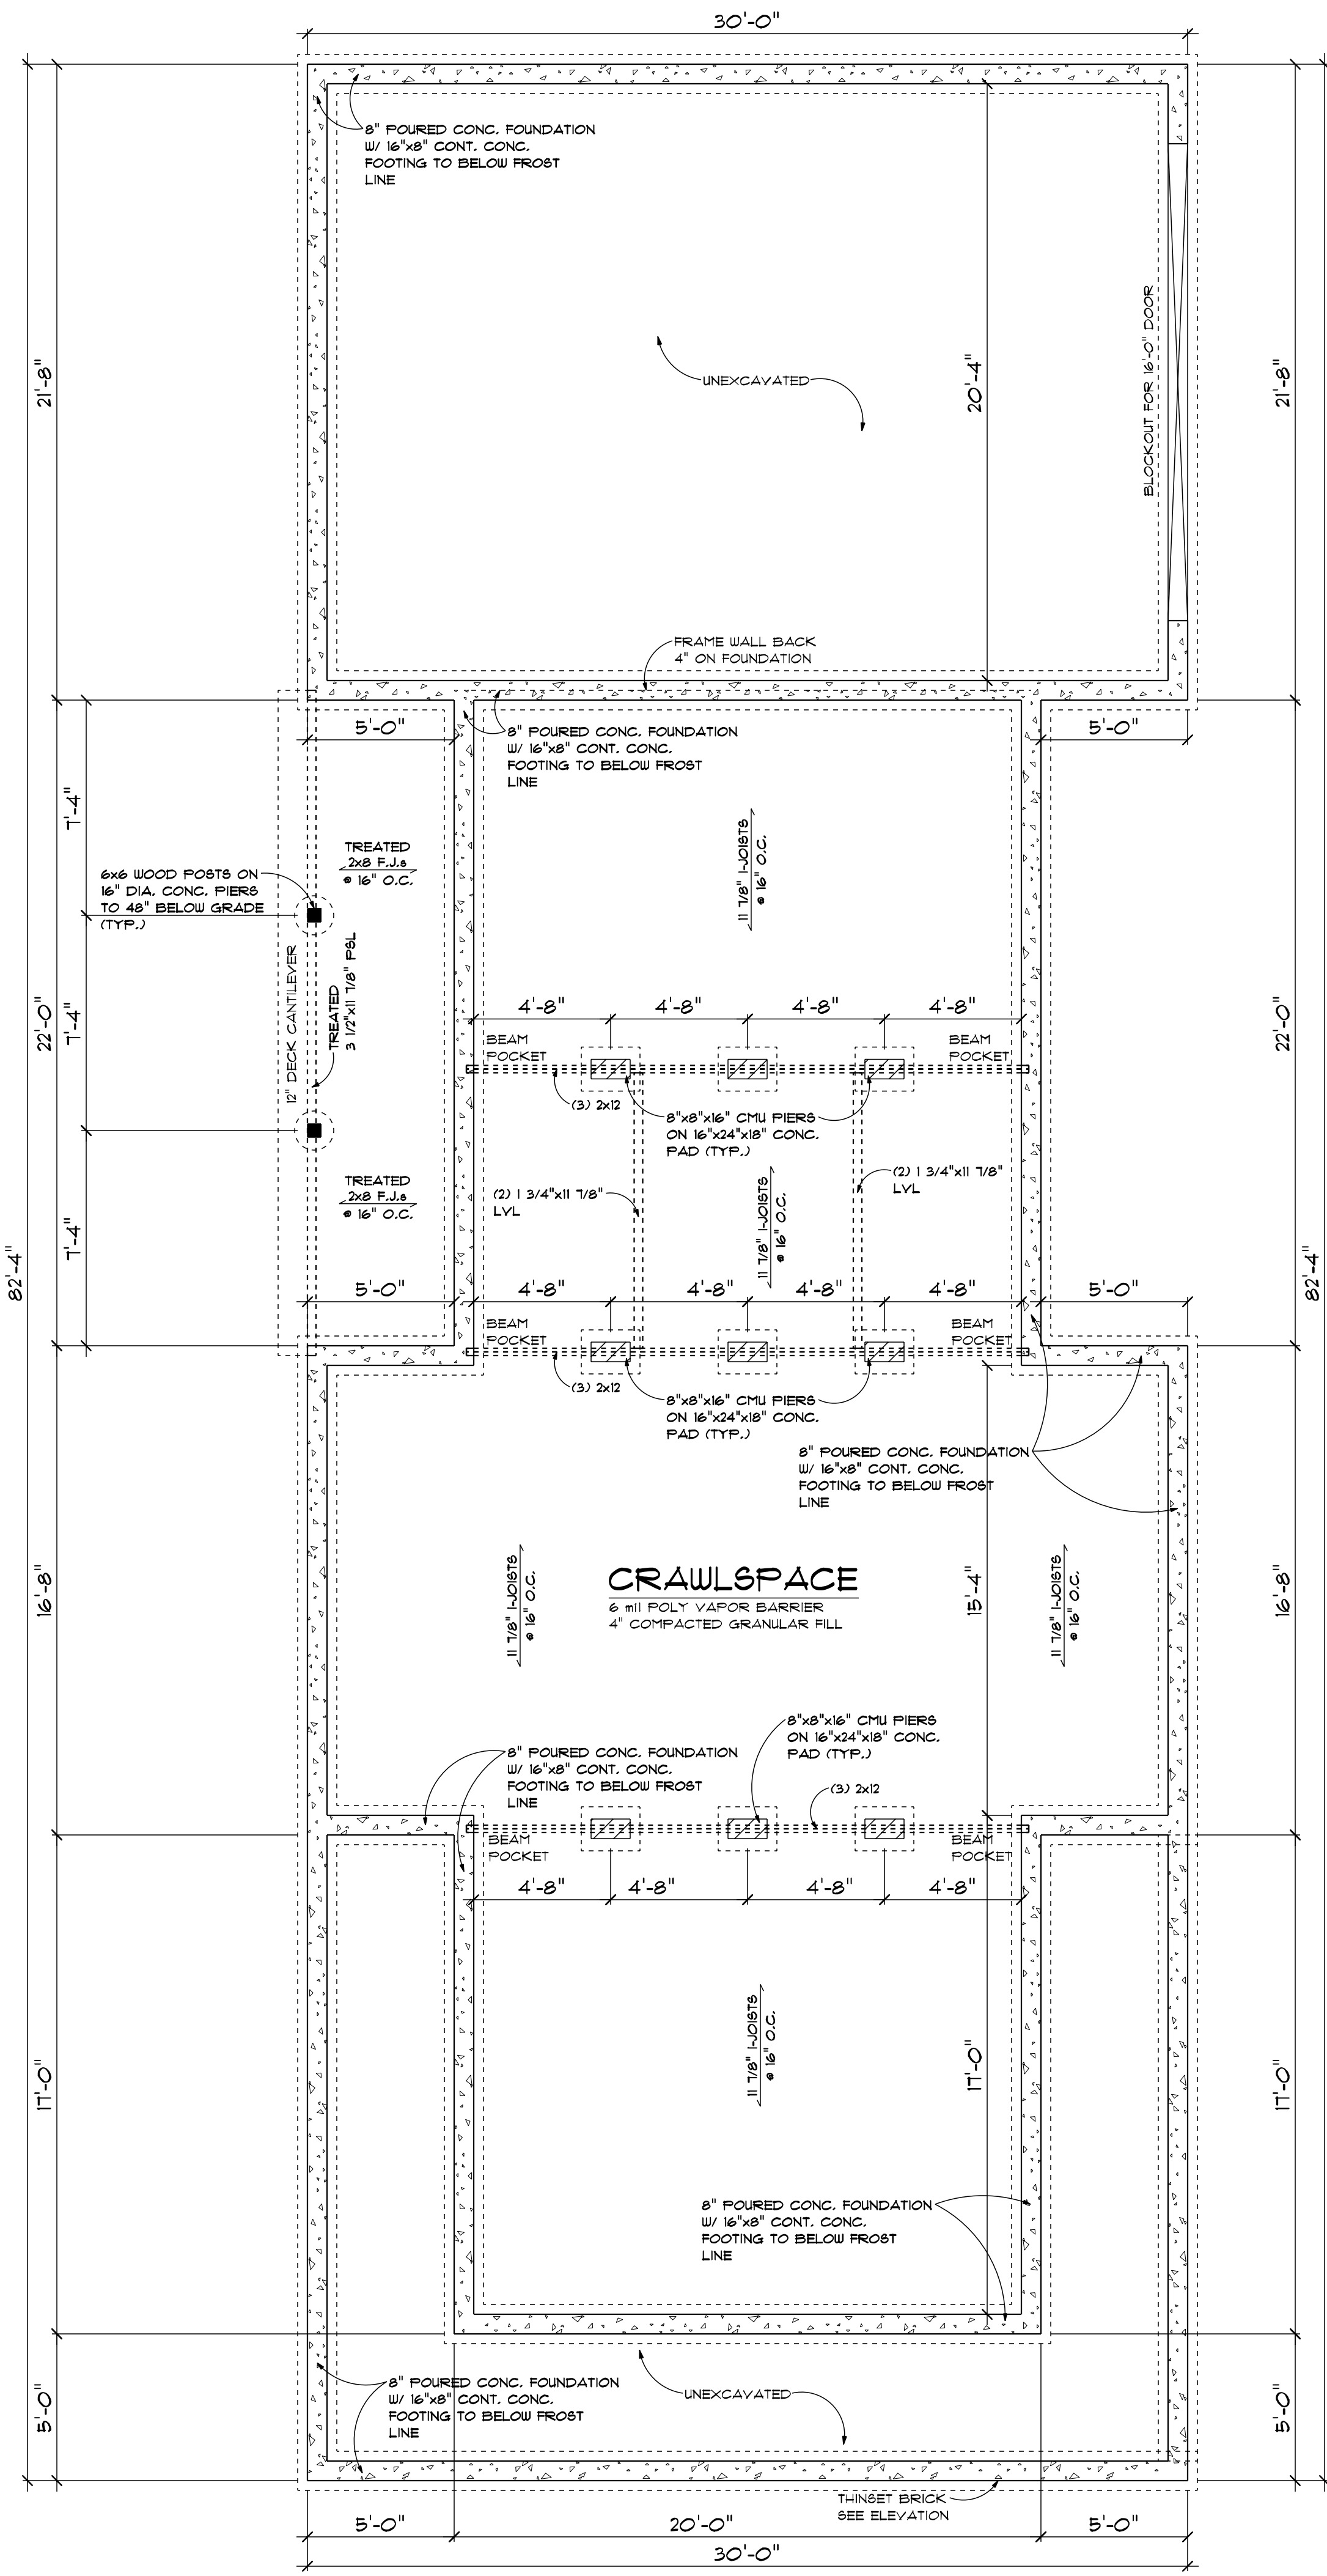 30'-0"
8" POURED CONC. FOUNDATION
W/ 16"x8" CONT. CONC.
FOOTING TO BELOW FROST
LINE
21'-8"
UNEXCAVATED
20'-4"
BLOCKOUT FOR 16'-0" DOOR
21'-8"
FRAME WALL BACK
4" ON FOUNDATION
5'-0"
8" POURED CONC. FOUNDATION
W/ 16"x8" CONT. CONC.
FOOTING TO BELOW FROST
LINE
5'-0"
7'-4"
TREATED
2x8 F.J.s
@ 16" O.C.
11 7/8" I-JOISTS
@ 16" O.C.
6x6 WOOD POSTS ON
16" DIA. CONC. PIERS
TO 48" BELOW GRADE
(TYP.)
22'-0"
7'-4"
12" DECK CANTILEVER
TREATED
3 1/2"x11 7/8" PSL
4'-8"
4'-8"
4'-8"
4'-8"
22'-0"
BEAM
POCKET
BEAM
POCKET
(3) 2x12
8"x8"x16" CMU PIERS
ON 16"x24"x18" CONC.
PAD (TYP.)
(2) 1 3/4"x11 7/8"
LVL
(2) 1 3/4"x11 7/8"
LVL
11 7/8" I-JOISTS
@ 16" O.C.
TREATED
2x8 F.J.s
@ 16" O.C.
7'-4"
82'-4"
82'-4"
5'-0"
4'-8"
4'-8"
4'-8"
4'-8"
5'-0"
BEAM
POCKET
BEAM
POCKET
(3) 2x12
8"x8"x16" CMU PIERS
ON 16"x24"x18" CONC.
PAD (TYP.)
8" POURED CONC. FOUNDATION
W/ 16"x8" CONT. CONC.
FOOTING TO BELOW FROST
LINE
16'-8"
11 7/8" I-JOISTS
@ 16" O.C.
CRAWLSPACE
6 mil POLY VAPOR BARRIER
4" COMPACTED GRANULAR FILL
15'-4"
11 7/8" I-JOISTS
@ 16" O.C.
16'-8"
8"x8"x16" CMU PIERS
ON 16"x24"x18" CONC.
PAD (TYP.)
8" POURED CONC. FOUNDATION
W/ 16"x8" CONT. CONC.
FOOTING TO BELOW FROST
LINE
(3) 2x12
BEAM
POCKET
BEAM
POCKET
4'-8"
4'-8"
4'-8"
4'-8"
17'-0"
11 7/8" I-JOISTS
@ 16" O.C.
17'-0"
17'-0"
8" POURED CONC. FOUNDATION
W/ 16"x8" CONT. CONC.
FOOTING TO BELOW FROST
LINE
5'-0"
8" POURED CONC. FOUNDATION
W/ 16"x8" CONT. CONC.
FOOTING TO BELOW FROST
LINE
UNEXCAVATED
5'-0"
THINSET BRICK
SEE ELEVATION
5'-0"
20'-0"
5'-0"
30'-0"